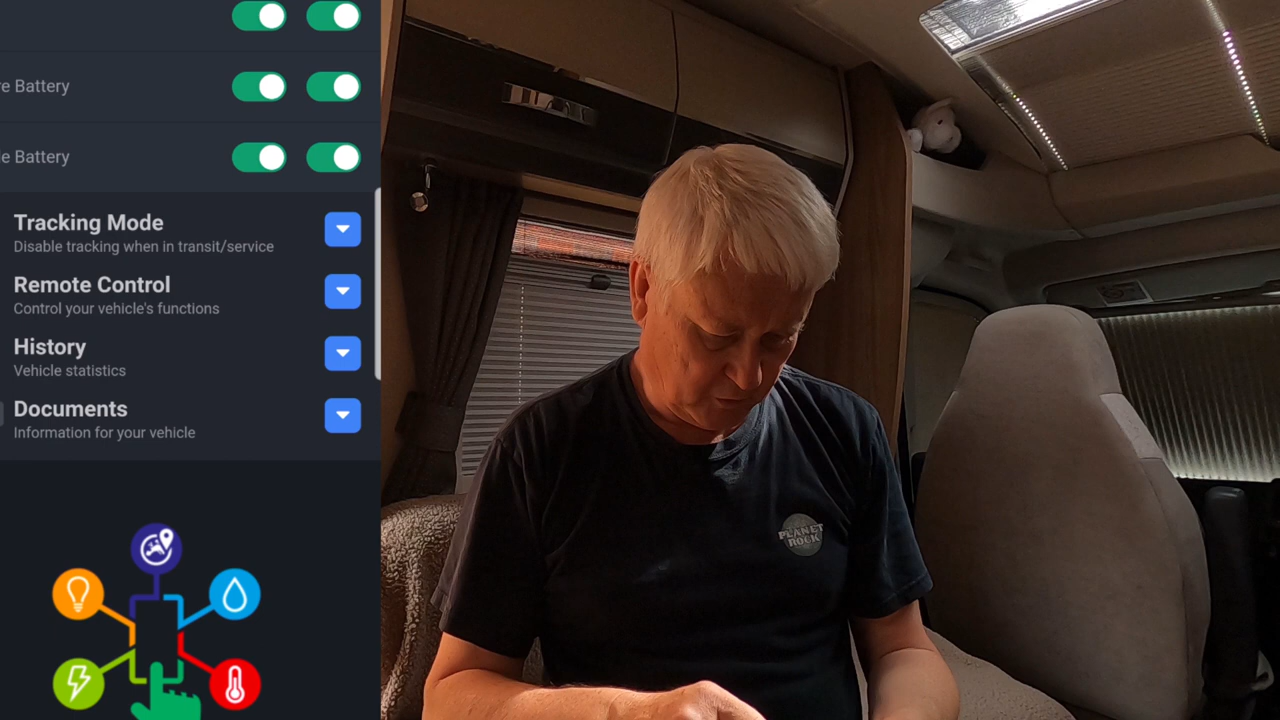 Battery
Battery
Tracking Mode
Disable tracking when in transit/service
Remote Control
Control your vehicle's functions
History
Vehicle statistics
Documents
Information for your vehicle
PLANET
ROCK